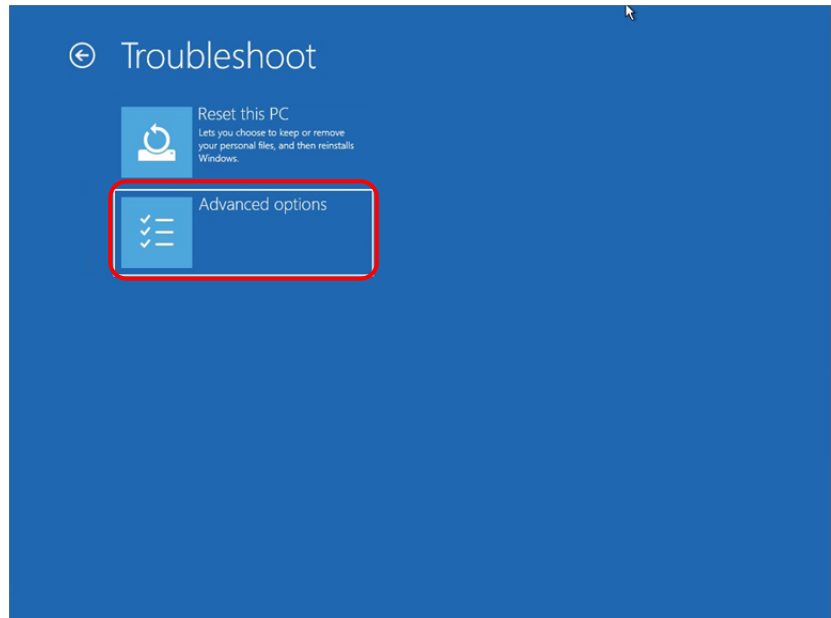 Troubleshoot
Reset this PC
Lets you choose to keep or remove
your personal files, and then reinstalls
Windows.
Advanced options